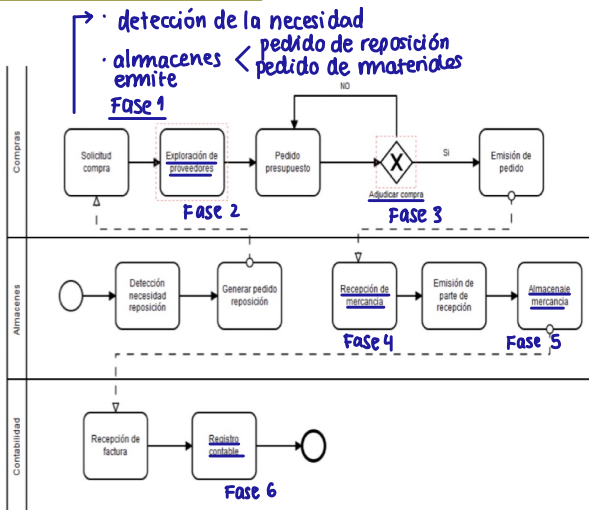 · detección de la necesidad
· almacenes < pedido de reposición
pedido de materiales
emite
Fase 1
NO
Compras
Solicitud
compra
Exploración de
proveedores
Pedido
presupuesto
X
Si
Emisión de
pedido
Adjudicar compra
Fase 2
Fase 3
Almacenes
Detección
necesidad
reposición
Generar pedido
reposición
Recepción de
mercancia
Emisión de
parte de
recepción
Almacenaje
mercancia
Fase 4
Fase 5
Contabilidad
Recepción de
factura
Registro
contable
Fase 6